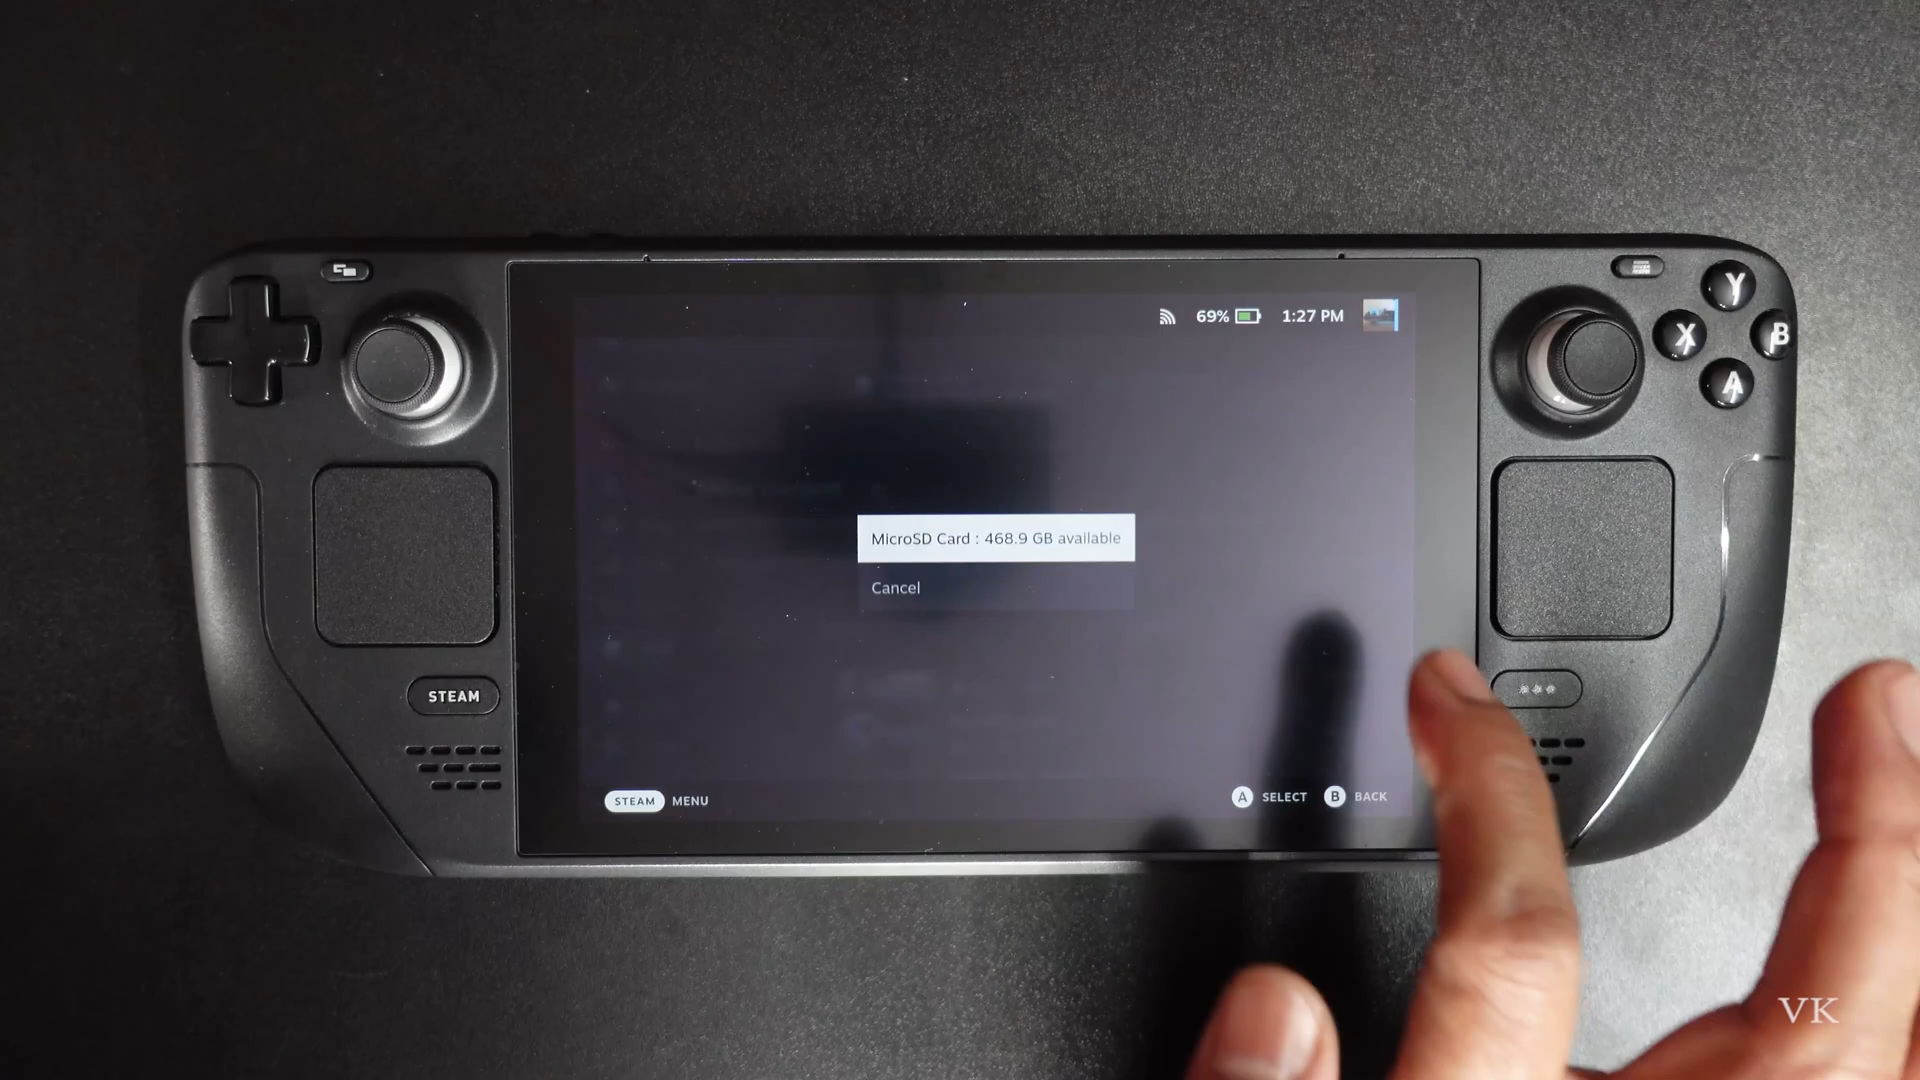 69% 1:27 PM
Y
X B
A
MicroSD Card : 468.9 GB available
Cancel
STEAM
STEAM MENU
A SELECT B BACK
VK